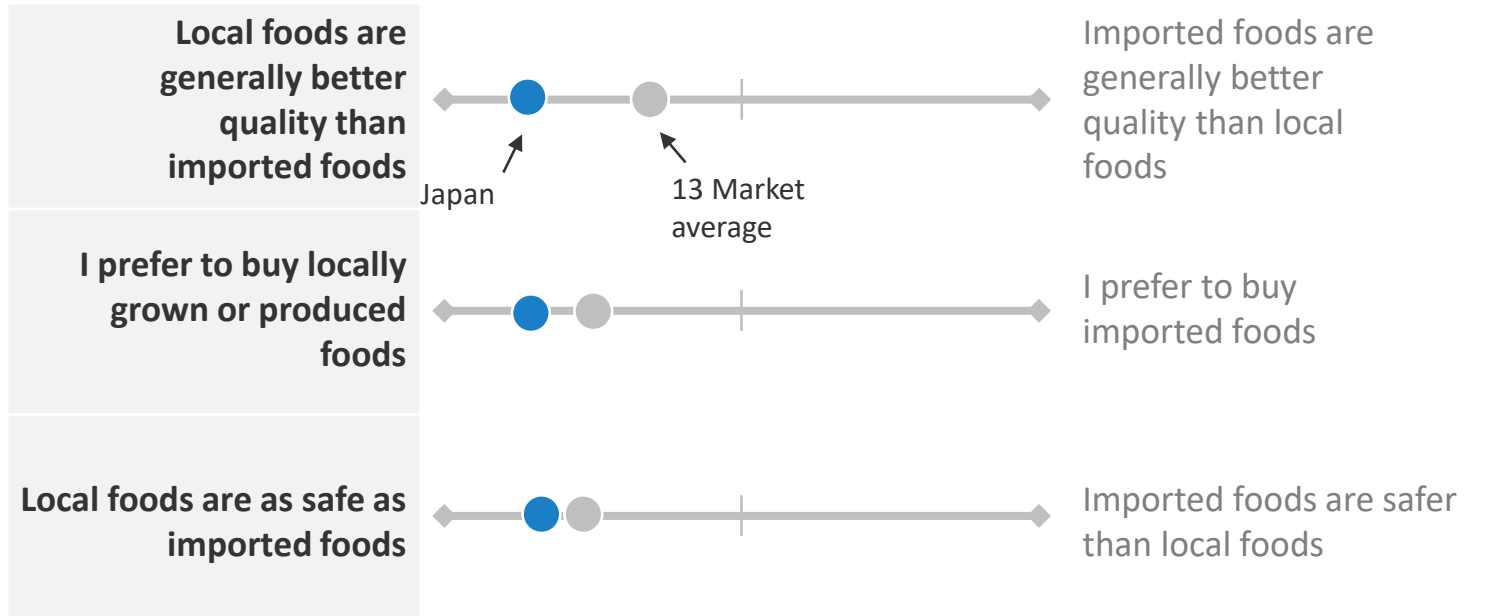 Local foods are
generally better
quality than
imported foods
Imported foods are
generally better
quality than local
foods
Japan
13 Market
average
I prefer to buy locally
grown or produced
foods
I prefer to buy
imported foods
Local foods are as safe as
imported foods
Imported foods are safer
than local foods